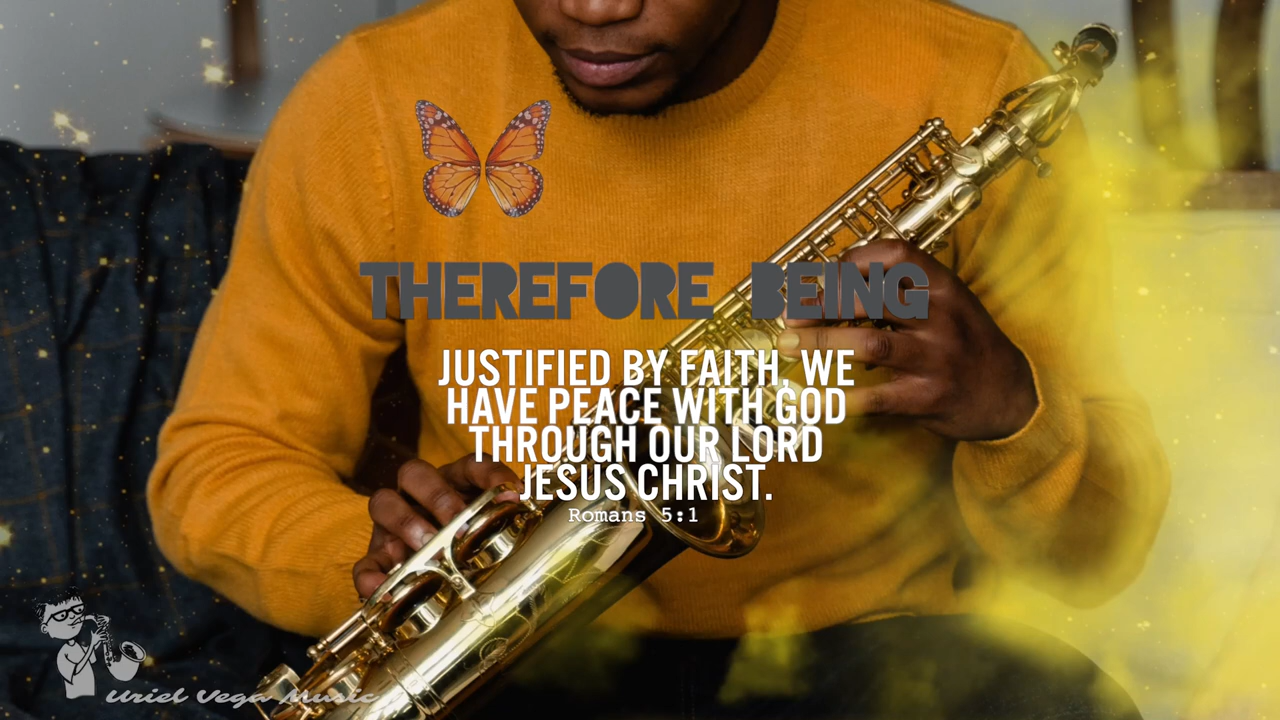 THEREFORE BEING
JUSTIFIED BY FAITH, WE
HAVE PEACE WITH GOD
THROUGH OUR LORD
JESUS CHRIST.
Romans 5:1
Uriel Vega Music